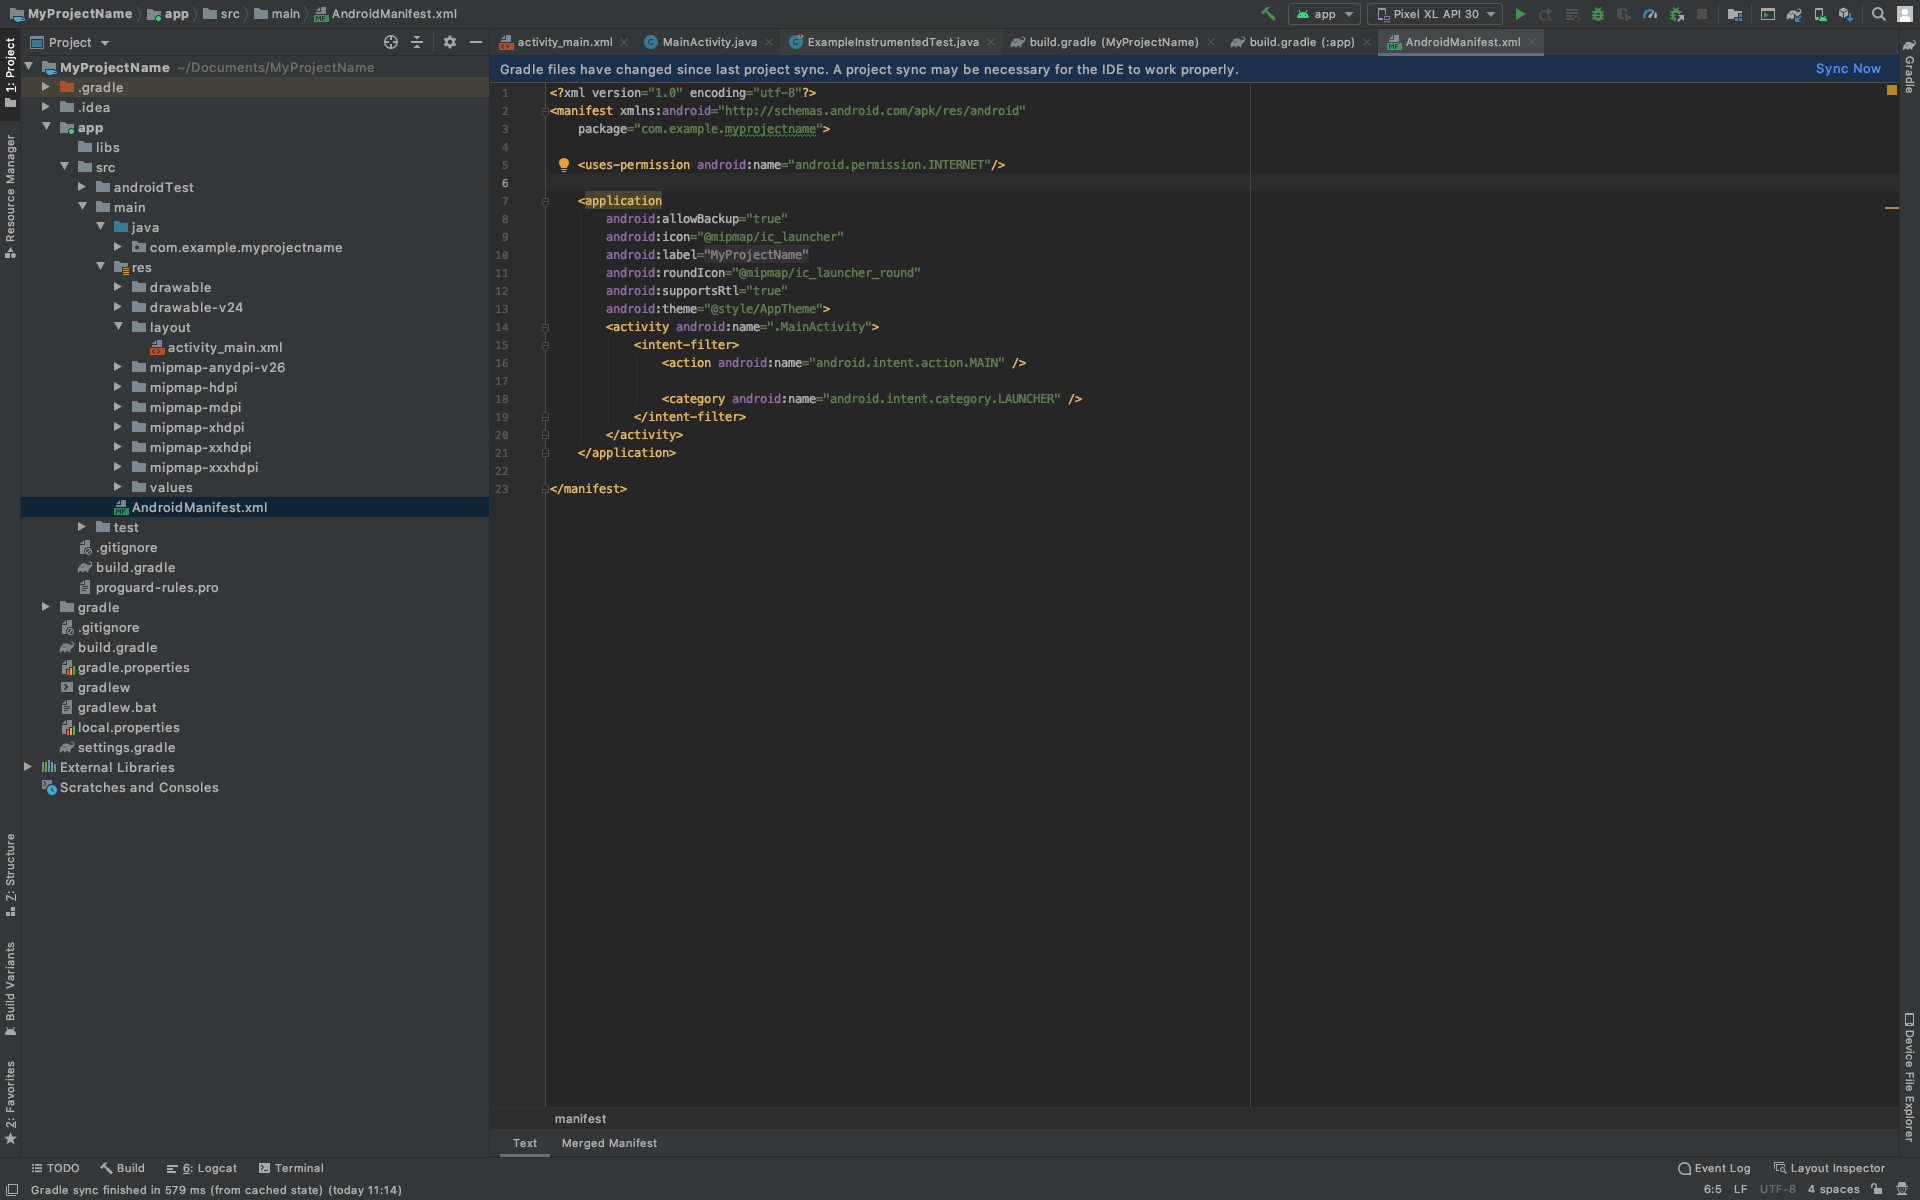 MyProjectName app src main AndroidManifest.xml
app Pixel XL API 30
1: Project
Resource Manager
Z: Structure
Build Variants
2: Favorites
Project
MyProjectName ~/Documents/MyProjectName
.gradle
.idea
app
libs
src
androidTest
main
java
com.example.myprojectname
res
drawable
drawable-v24
layout
activity_main.xml
mipmap-anydpi-v26
mipmap-hdpi
mipmap-mdpi
mipmap-xhdpi
mipmap-xxhdpi
mipmap-xxxhdpi
values
AndroidManifest.xml
test
.gitignore
build.gradle
proguard-rules.pro
gradle
.gitignore
build.gradle
gradle.properties
gradlew
gradlew.bat
local.properties
settings.gradle
External Libraries
Scratches and Consoles
activity_main.xml MainActivity.java ExampleInstrumentedTest.java build.gradle (MyProjectName) build.gradle (:app) AndroidManifest.xml
Gradle files have changed since last project sync. A project sync may be necessary for the IDE to work properly. Sync Now
1 <?xml version="1.0" encoding="utf-8"?>
2 <manifest xmlns:android="http://schemas.android.com/apk/res/android"
3 package="com.example.myprojectname">
4
5 <uses-permission android:name="android.permission.INTERNET"/>
6
7 <application
8 android:allowBackup="true"
9 android:icon="@mipmap/ic_launcher"
10 android:label="MyProjectName"
11 android:roundIcon="@mipmap/ic_launcher_round"
12 android:supportsRtl="true"
13 android:theme="@style/AppTheme">
14 <activity android:name=".MainActivity">
15 <intent-filter>
16 <action android:name="android.intent.action.MAIN" />
17
18 <category android:name="android.intent.category.LAUNCHER" />
19 </intent-filter>
20 </activity>
21 </application>
22
23 </manifest>
manifest
Text Merged Manifest
Gradle
Device File Explorer
TODO Build 6: Logcat Terminal Event Log Layout Inspector
Gradle sync finished in 579 ms (from cached state) (today 11:14) 6:5 LF UTF-8 4 spaces